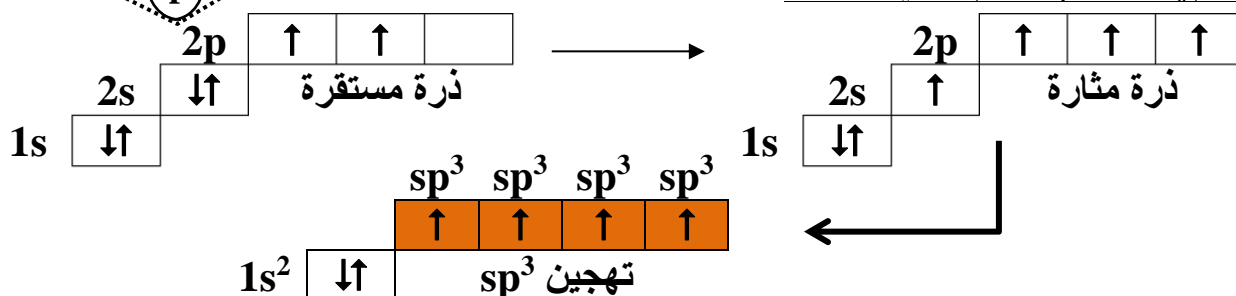 2p ↑ ↑
2s ↓↑ ذرة مستقرة
1s ↓↑
2p ↑ ↑ ↑
2s ↑ ذرة مثارة
1s ↓↑
sp³ sp³ sp³ sp³
↑ ↑ ↑ ↑
1s² ↓↑ تهجين sp³